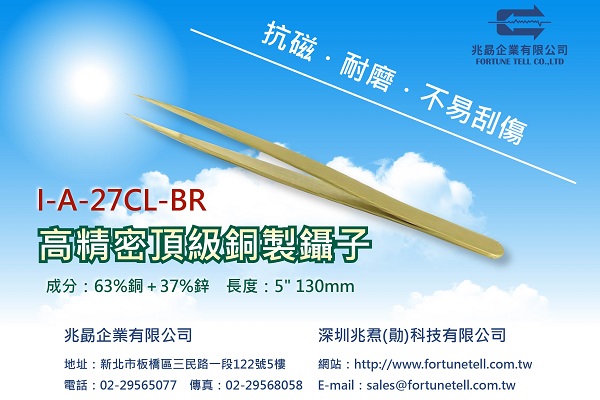 兆勗企業有限公司
FORTUNE TELL CO.,LTD
抗磁．耐磨．不易刮傷
I-A-27CL-BR
高精密頂級銅製鑷子
成分：63%銅＋37%鋅　長度：5" 130mm
兆勗企業有限公司　深圳兆焄(勛)科技有限公司
地址：新北市板橋區三民路一段122號5樓　網站：http://www.fortunetell.com.tw
電話：02-29565077　傳真：02-29568058　E-mail：sales@fortunetell.com.tw